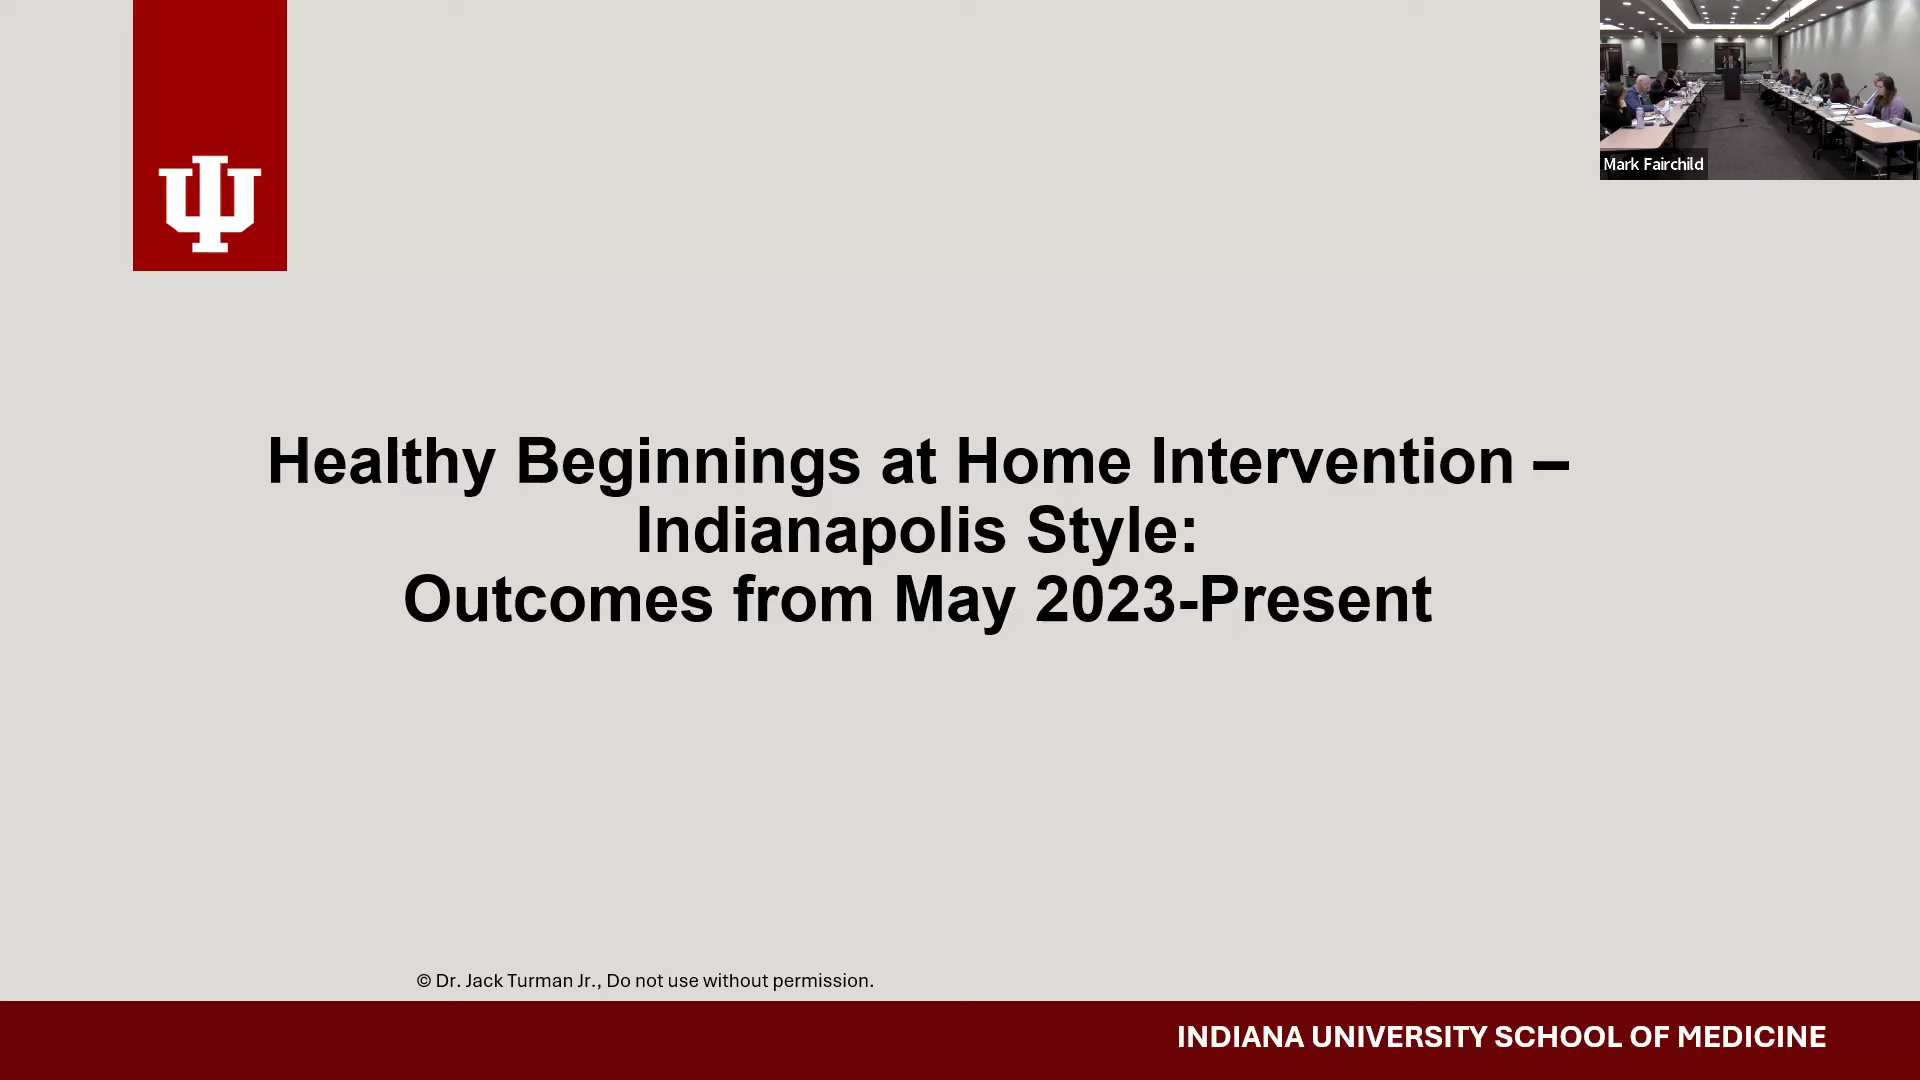 Mark Fairchild
Healthy Beginnings at Home Intervention –
Indianapolis Style:
Outcomes from May 2023-Present
© Dr. Jack Turman Jr., Do not use without permission.
INDIANA UNIVERSITY SCHOOL OF MEDICINE